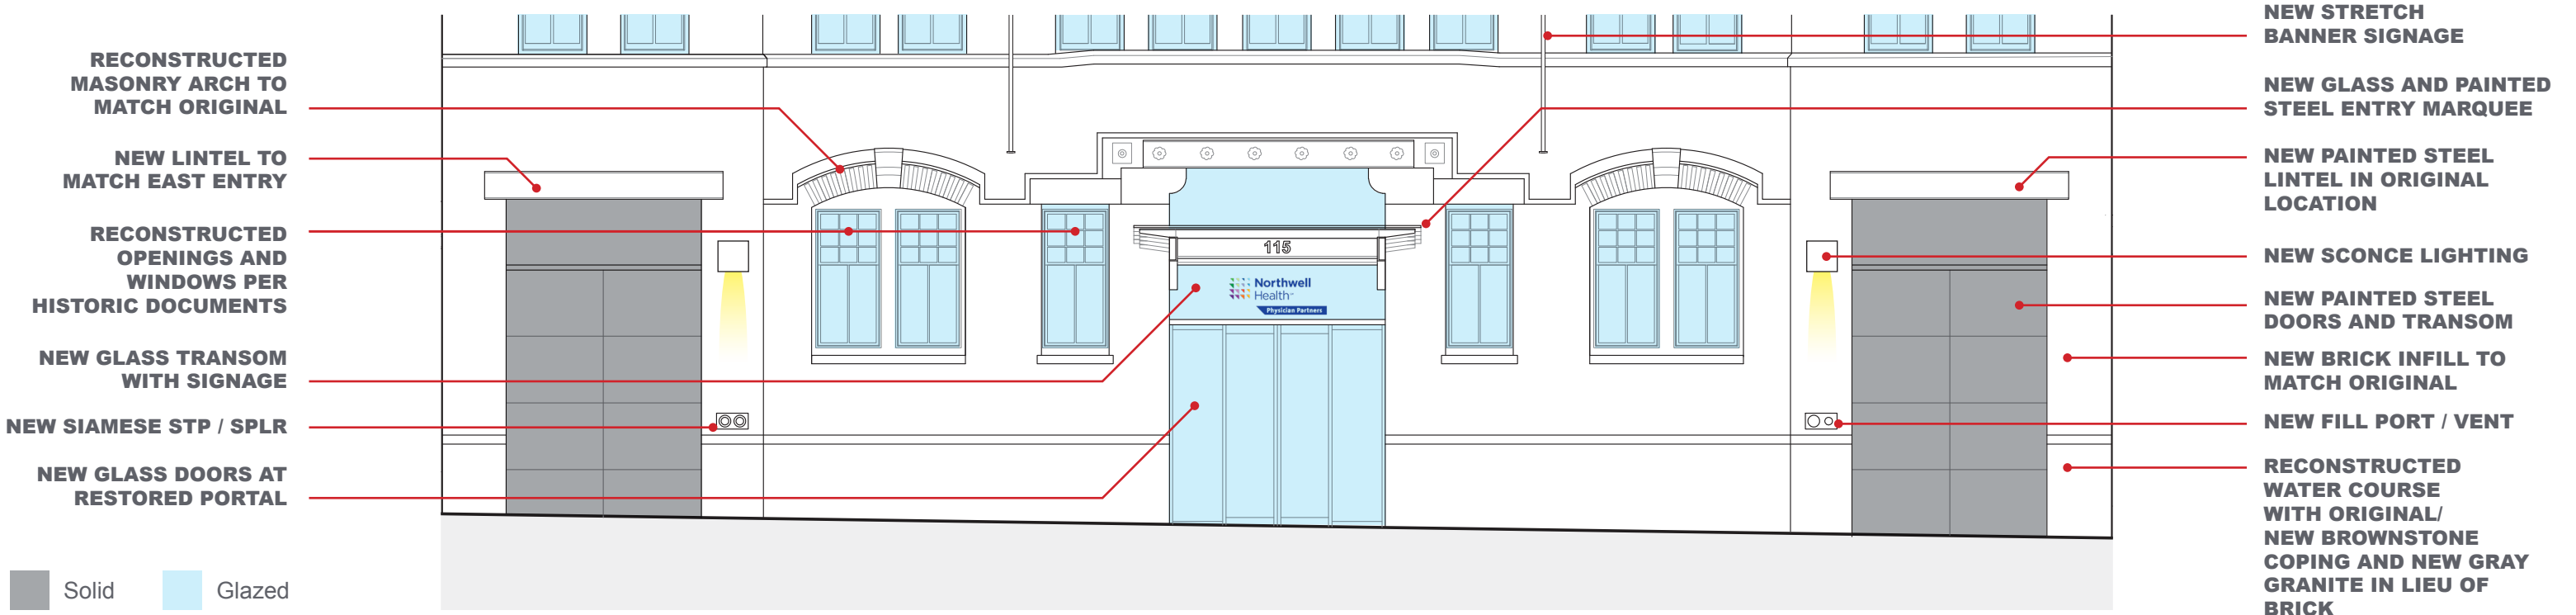 RECONSTRUCTED
MASONRY ARCH TO
MATCH ORIGINAL
NEW LINTEL TO
MATCH EAST ENTRY
RECONSTRUCTED
OPENINGS AND
WINDOWS PER
HISTORIC DOCUMENTS
NEW GLASS TRANSOM
WITH SIGNAGE
NEW SIAMESE STP / SPLR
NEW GLASS DOORS AT
RESTORED PORTAL
Solid
Glazed
115
Northwell
Health℠
Physician Partners
NEW STRETCH
BANNER SIGNAGE
NEW GLASS AND PAINTED
STEEL ENTRY MARQUEE
NEW PAINTED STEEL
LINTEL IN ORIGINAL
LOCATION
NEW SCONCE LIGHTING
NEW PAINTED STEEL
DOORS AND TRANSOM
NEW BRICK INFILL TO
MATCH ORIGINAL
NEW FILL PORT / VENT
RECONSTRUCTED
WATER COURSE
WITH ORIGINAL/
NEW BROWNSTONE
COPING AND NEW GRAY
GRANITE IN LIEU OF
BRICK